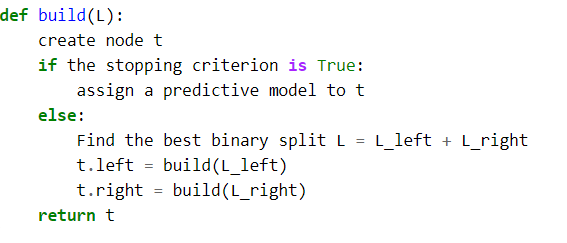 def build(L):
    create node t
    if the stopping criterion is True:
        assign a predictive model to t
    else:
        Find the best binary split L = L_left + L_right
        t.left = build(L_left)
        t.right = build(L_right)
    return t